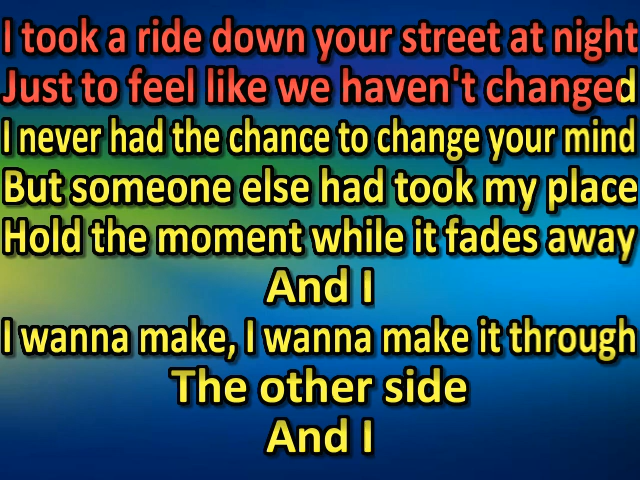 I took a ride down your street at night
Just to feel like we haven't changed
I never had the chance to change your mind
But someone else had took my place
Hold the moment while it fades away
And I
I wanna make, I wanna make it through
The other side
And I